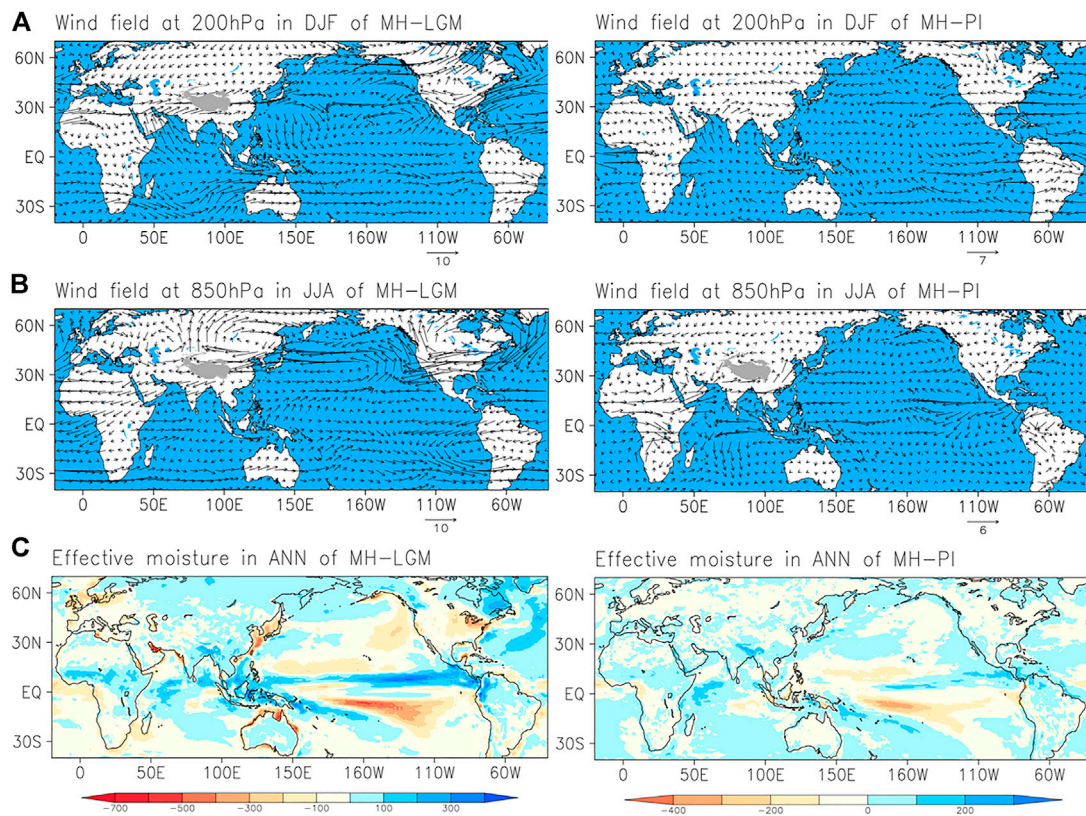 A
Wind field at 200hPa in DJF of MH-LGM
Wind field at 200hPa in DJF of MH-PI
60N
30N
EQ
30S
0 50E 100E 150E 160W 110W 60W
10
60N
30N
EQ
30S
0 50E 100E 150E 160W 110W 60W
7
B
Wind field at 850hPa in JJA of MH-LGM
Wind field at 850hPa in JJA of MH-PI
60N
30N
EQ
30S
0 50E 100E 150E 160W 110W 60W
10
60N
30N
EQ
30S
0 50E 100E 150E 160W 110W 60W
6
C
Effective moisture in ANN of MH-LGM
Effective moisture in ANN of MH-PI
60N
30N
EQ
30S
0 50E 100E 150E 160W 110W 60W
-700 -500 -300 -100 100 300
60N
30N
EQ
30S
0 50E 100E 150E 160W 110W 60W
-400 -200 0 200